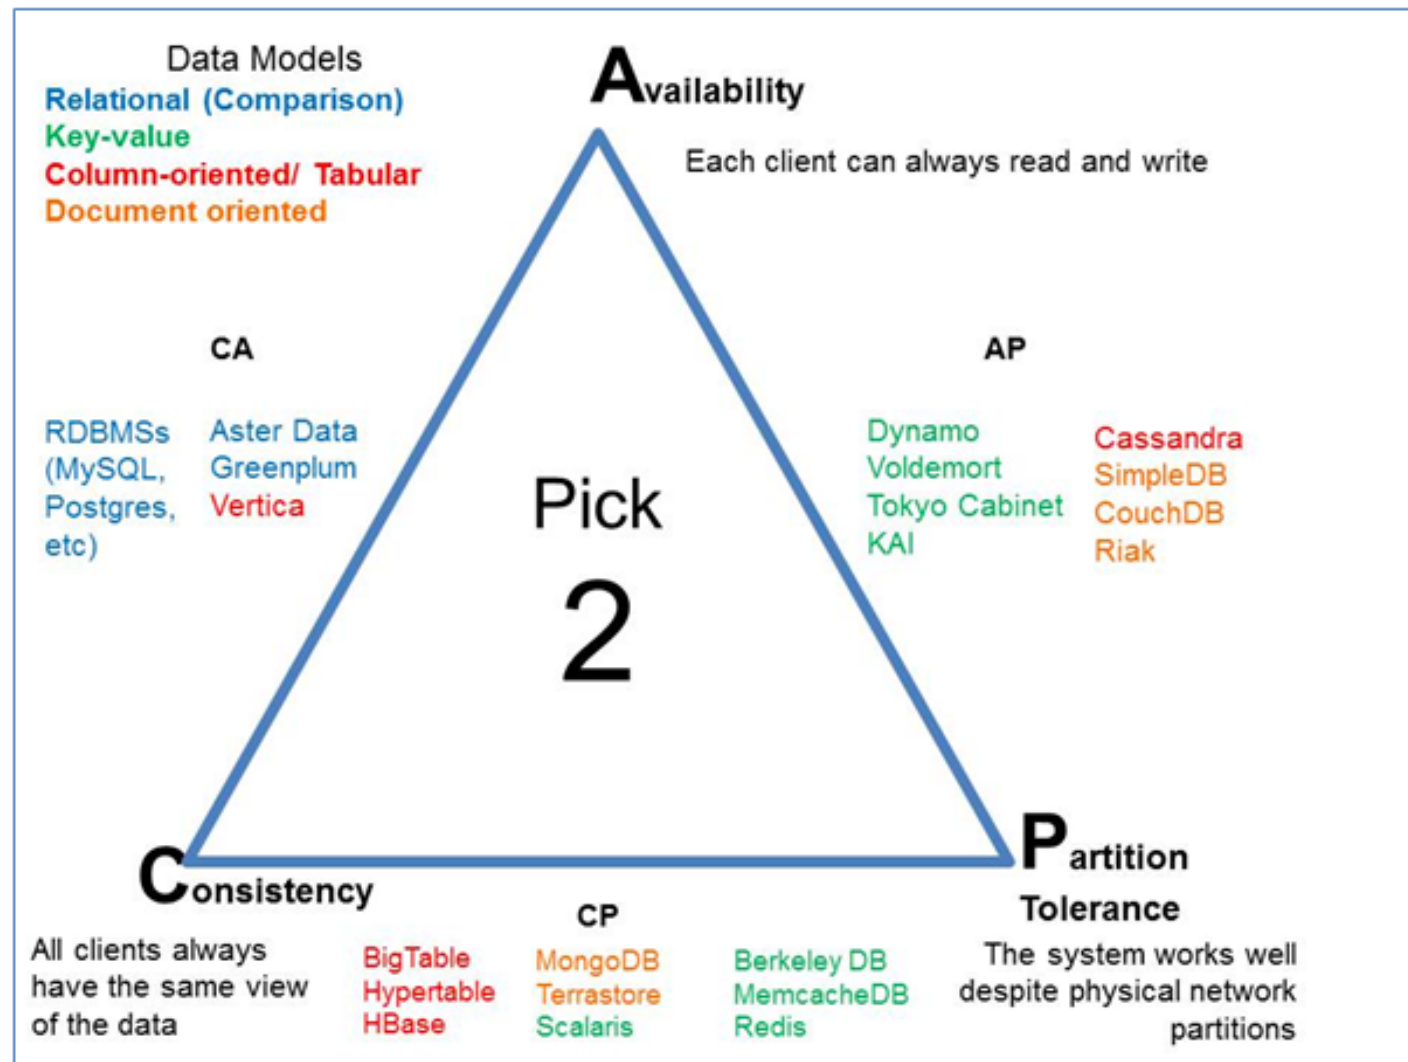 Data Models
Relational (Comparison)
Key-value
Column-oriented/ Tabular
Document oriented
Availability
Each client can always read and write
CA
RDBMSs
(MySQL,
Postgres,
etc)
Aster Data
Greenplum
Vertica
Pick
2
AP
Dynamo
Voldemort
Tokyo Cabinet
KAI
Cassandra
SimpleDB
CouchDB
Riak
Consistency
All clients always
have the same view
of the data
CP
BigTable
Hypertable
HBase
MongoDB
Terrastore
Scalaris
Berkeley DB
MemcacheDB
Redis
Partition
Tolerance
The system works well
despite physical network
partitions